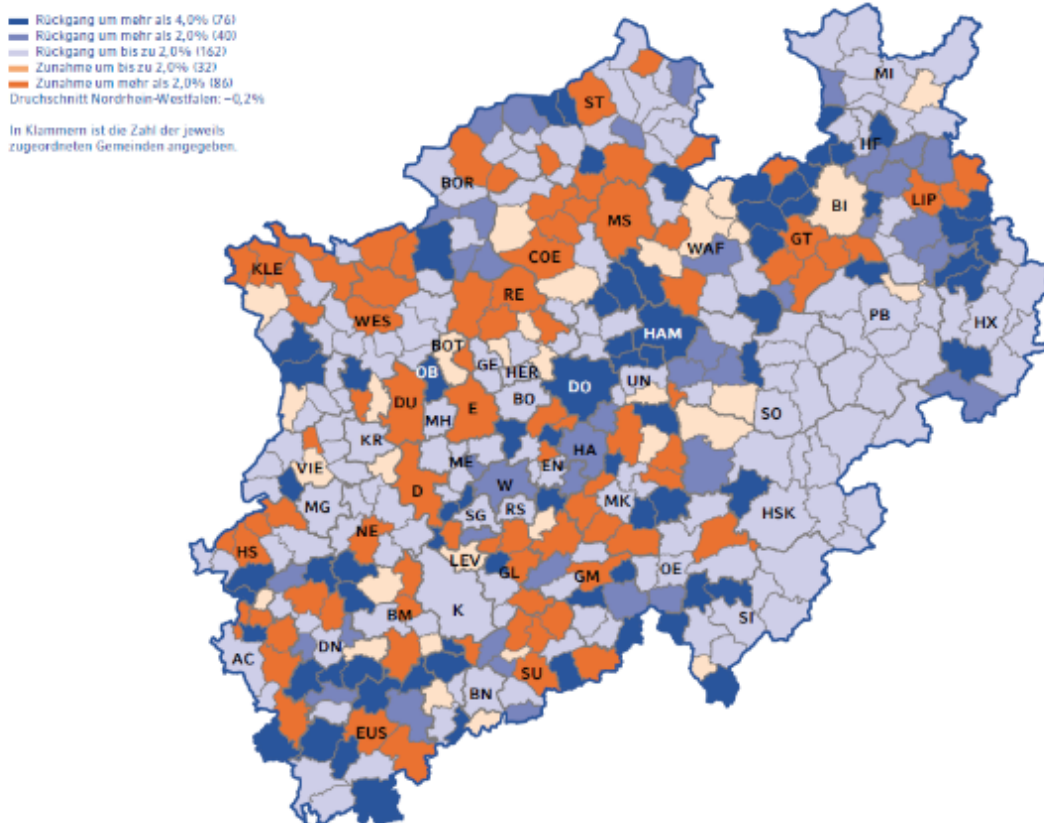 Rückgang um mehr als 4,0% (76)
Rückgang um mehr als 2,0% (40)
Rückgang um bis zu 2,0% (162)
Zunahme um bis zu 2,0% (32)
Zunahme um mehr als 2,0% (86)
Druchschnitt Nordrhein-Westfalen: −0,2%
In Klammern ist die Zahl der jeweils
zugeordneten Gemeinden angegeben.
MI
ST
HF
BOR
BI
LIP
MS
GT
WAF
COE
KLE
RE
PB
WES
HX
HAM
BOT
OB
GE
HER
DO
UN
DU
E
BO
SO
MH
KR
ME
HA
EN
VIE
D
W
MG
SG
RS
MK
HSK
NE
HS
LEV
GL
GM
OE
BM
K
SI
AC
DN
SU
BN
EUS